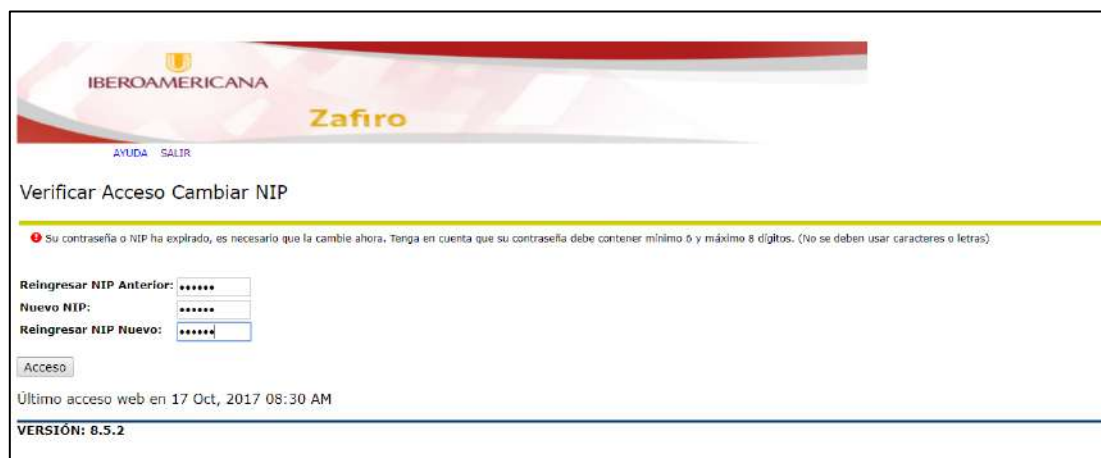 IBEROAMERICANA
Zafiro
AYUDA SALIR
Verificar Acceso Cambiar NIP
Su contraseña o NIP ha expirado, es necesario que la cambie ahora. Tenga en cuenta que su contraseña debe contener mínimo 6 y máximo 8 dígitos. (No se deben usar caracteres o letras)
Reingresar NIP Anterior: ••••••
Nuevo NIP: ••••••
Reingresar NIP Nuevo: ••••••
Acceso
Último acceso web en 17 Oct, 2017 08:30 AM
VERSIÓN: 8.5.2